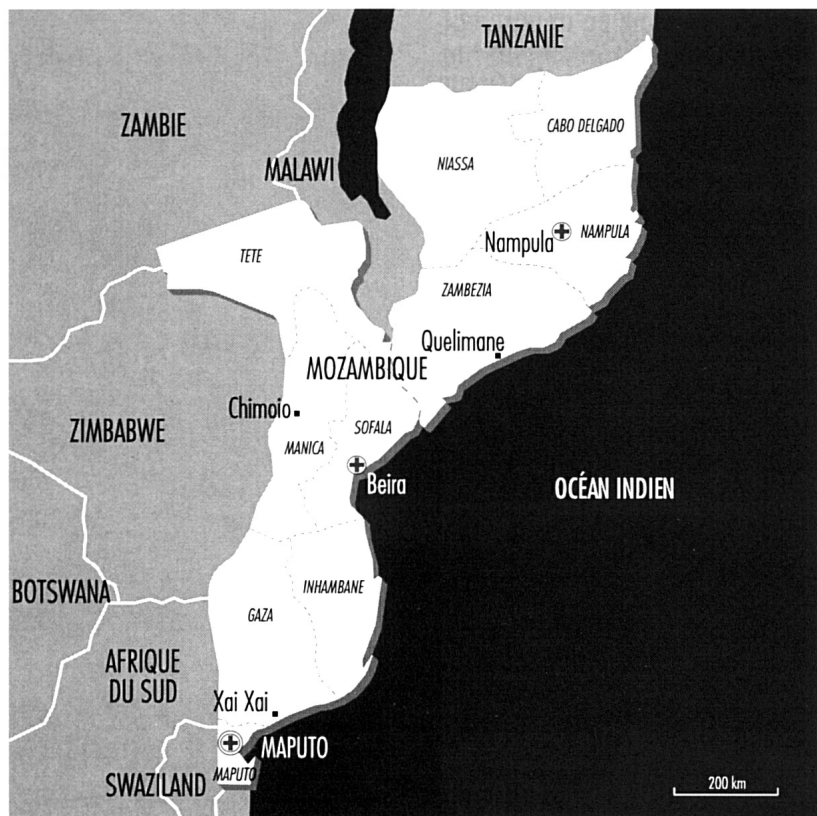 TANZANIE
ZAMBIE
CABO DELGADO
MALAWI
NIASSA
Nampula
NAMPULA
TETE
ZAMBEZIA
Quelimane
MOZAMBIQUE
Chimoio
ZIMBABWE
SOFALA
MANICA
Beira
OCÉAN INDIEN
BOTSWANA
INHAMBANE
GAZA
AFRIQUE
DU SUD
Xai Xai
MAPUTO
SWAZILAND
MAPUTO
200 km